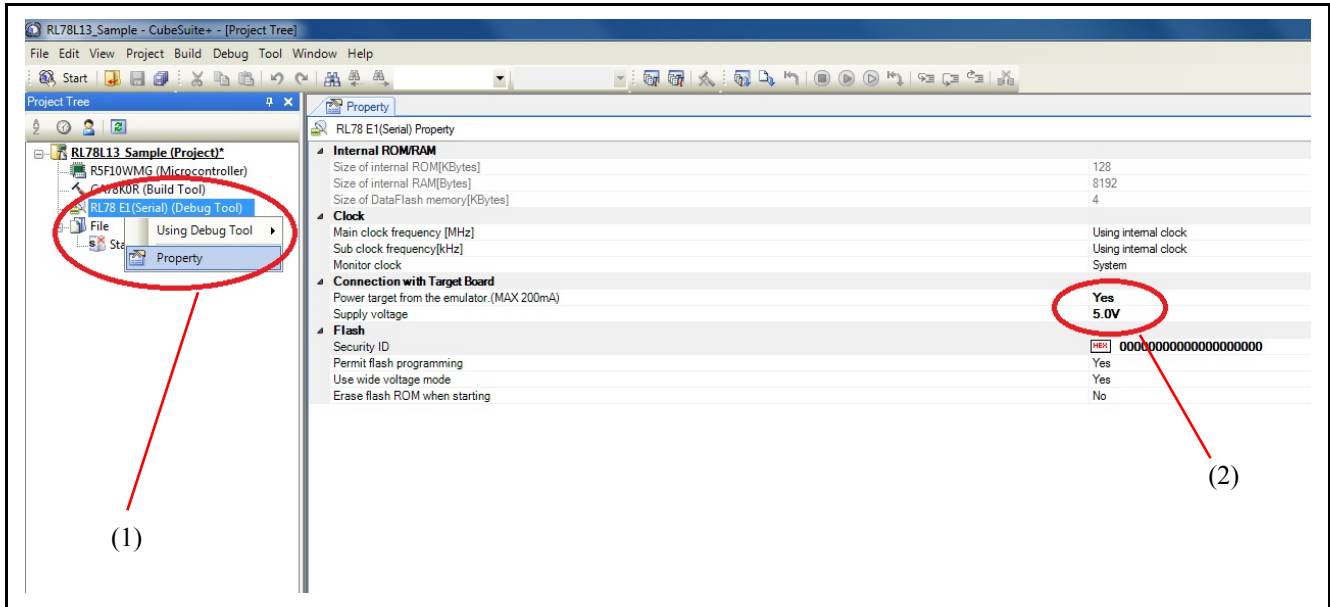 RL78L13_Sample - CubeSuite+ - [Project Tree]
File Edit View Project Build Debug Tool Window Help
Start
Project Tree
Property
RL78 E1(Serial) Property
RL78L13_Sample (Project)*
R5F10WMG (Microcontroller)
CA78K0R (Build Tool)
RL78 E1(Serial) (Debug Tool)
File
Using Debug Tool
Property
Internal ROM/RAM
Size of internal ROM[KBytes] 128
Size of internal RAM[Bytes] 8192
Size of DataFlash memory[KBytes] 4
Clock
Main clock frequency [MHz] Using internal clock
Sub clock frequency[kHz] Using internal clock
Monitor clock System
Connection with Target Board
Power target from the emulator.(MAX 200mA) Yes
Supply voltage 5.0V
Flash
Security ID HEX 00000000000000000000
Permit flash programming Yes
Use wide voltage mode Yes
Erase flash ROM when starting No
(1)
(2)